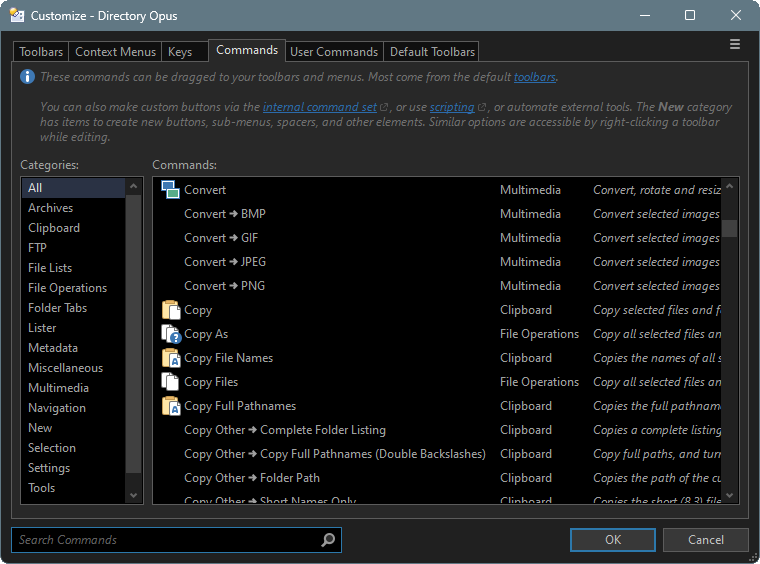 Customize - Directory Opus
Toolbars Context Menus Keys Commands User Commands Default Toolbars
These commands can be dragged to your toolbars and menus. Most come from the default toolbars.
You can also make custom buttons via the internal command set, or use scripting, or automate external tools. The New category
has items to create new buttons, sub-menus, spacers, and other elements. Similar options are accessible by right-clicking a toolbar
while editing.
Categories:
All
Archives
Clipboard
FTP
File Lists
File Operations
Folder Tabs
Lister
Metadata
Miscellaneous
Multimedia
Navigation
New
Selection
Settings
Tools
Commands:
Convert Multimedia Convert, rotate and resiz
Convert ➜ BMP Multimedia Convert selected images
Convert ➜ GIF Multimedia Convert selected images
Convert ➜ JPEG Multimedia Convert selected images
Convert ➜ PNG Multimedia Convert selected images
Copy Clipboard Copy selected files and f
Copy As File Operations Copy all selected files an
Copy File Names Clipboard Copies the names of all s
Copy Files File Operations Copy all selected files an
Copy Full Pathnames Clipboard Copies the full pathnam
Copy Other ➜ Complete Folder Listing Clipboard Copies a complete listing
Copy Other ➜ Copy Full Pathnames (Double Backslashes) Clipboard Copy full paths, and turn
Copy Other ➜ Folder Path Clipboard Copies the path of the cu
Copy Other ➜ Short Names Only Clipboard Copies the short (8.3) file
Search Commands
OK Cancel